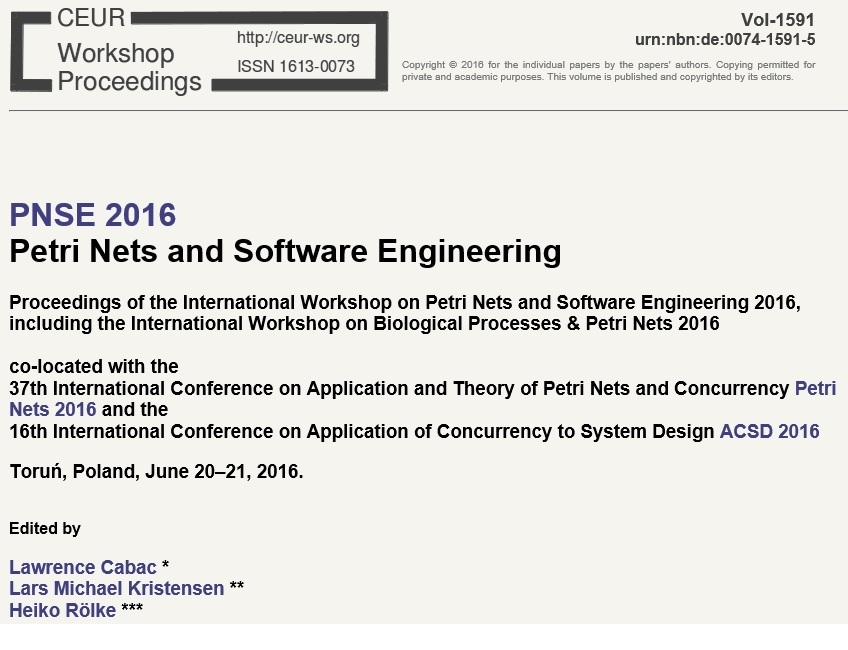 CEUR
Workshop
Proceedings
http://ceur-ws.org
ISSN 1613-0073
Vol-1591
urn:nbn:de:0074-1591-5
Copyright © 2016 for the individual papers by the papers' authors. Copying permitted for
private and academic purposes. This volume is published and copyrighted by its editors.
PNSE 2016
Petri Nets and Software Engineering
Proceedings of the International Workshop on Petri Nets and Software Engineering 2016,
including the International Workshop on Biological Processes & Petri Nets 2016
co-located with the
37th International Conference on Application and Theory of Petri Nets and Concurrency Petri
Nets 2016 and the
16th International Conference on Application of Concurrency to System Design ACSD 2016
Toruń, Poland, June 20–21, 2016.
Edited by
Lawrence Cabac *
Lars Michael Kristensen **
Heiko Rölke ***